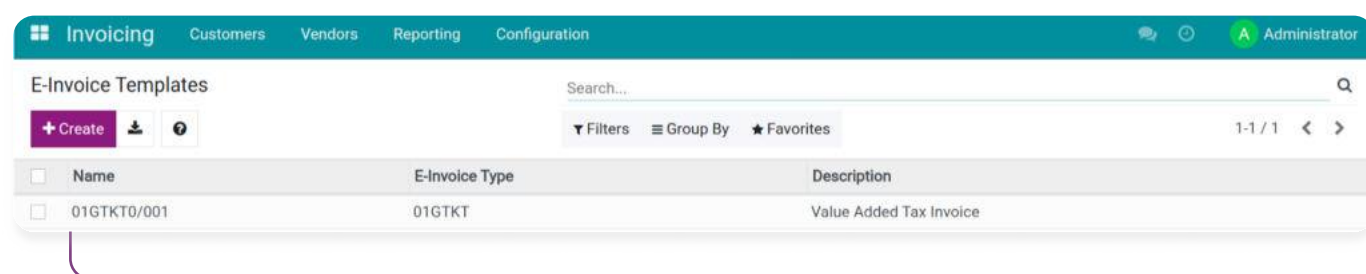 Invoicing Customers Vendors Reporting Configuration A Administrator
E-Invoice Templates Search...
Create Filters Group By Favorites 1-1 / 1
Name E-Invoice Type Description
01GTKT0/001 01GTKT Value Added Tax Invoice